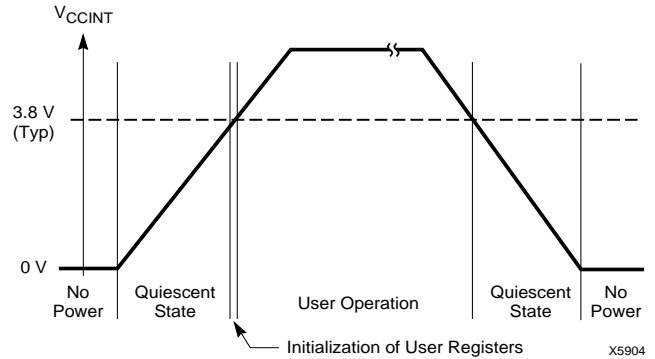 VCCINT
3.8 V
(Typ)
0 V
No
Power
Quiescent
State
User Operation
Quiescent
State
No
Power
Initialization of User Registers
X5904